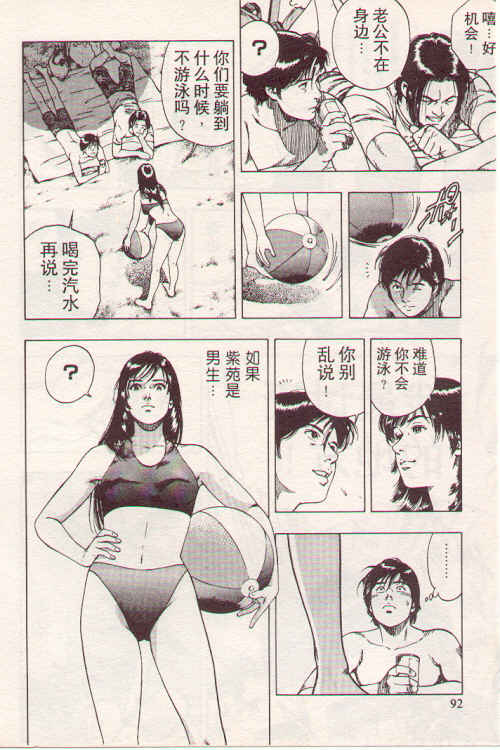 嘻…好
机会！
老公不在
身边…
？
你们要躺到
什么时候，
不游泳吗？
喝完汽水
再说…
难道
你不会
游泳？
你别
乱说！
如果
紫苑是
男生…
？
………
92